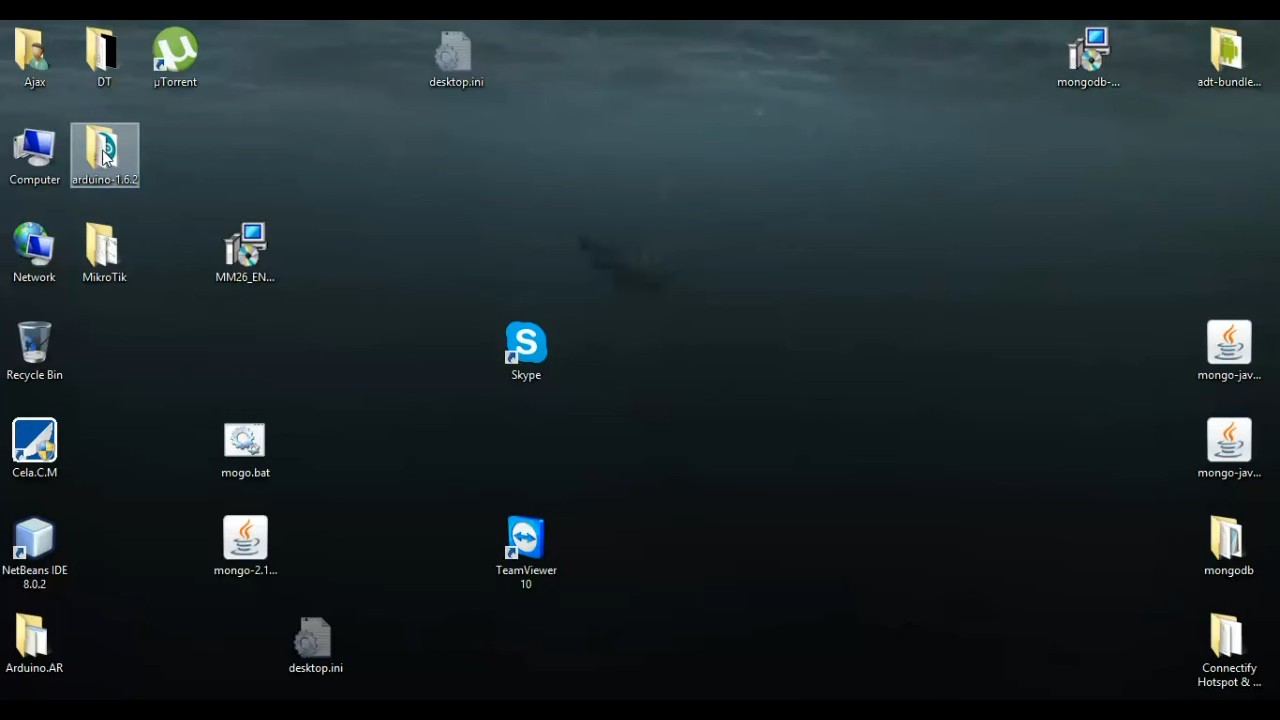 Ajax
DT
µTorrent
desktop.ini
mongodb-...
adt-bundle...
Computer
arduino-1.6.2
Network
MikroTik
MM26_EN...
Recycle Bin
Skype
mongo-jav...
Cela.C.M
mogo.bat
mongo-jav...
NetBeans IDE
8.0.2
mongo-2.1...
TeamViewer
10
mongodb
Arduino.AR
desktop.ini
Connectify
Hotspot & ...